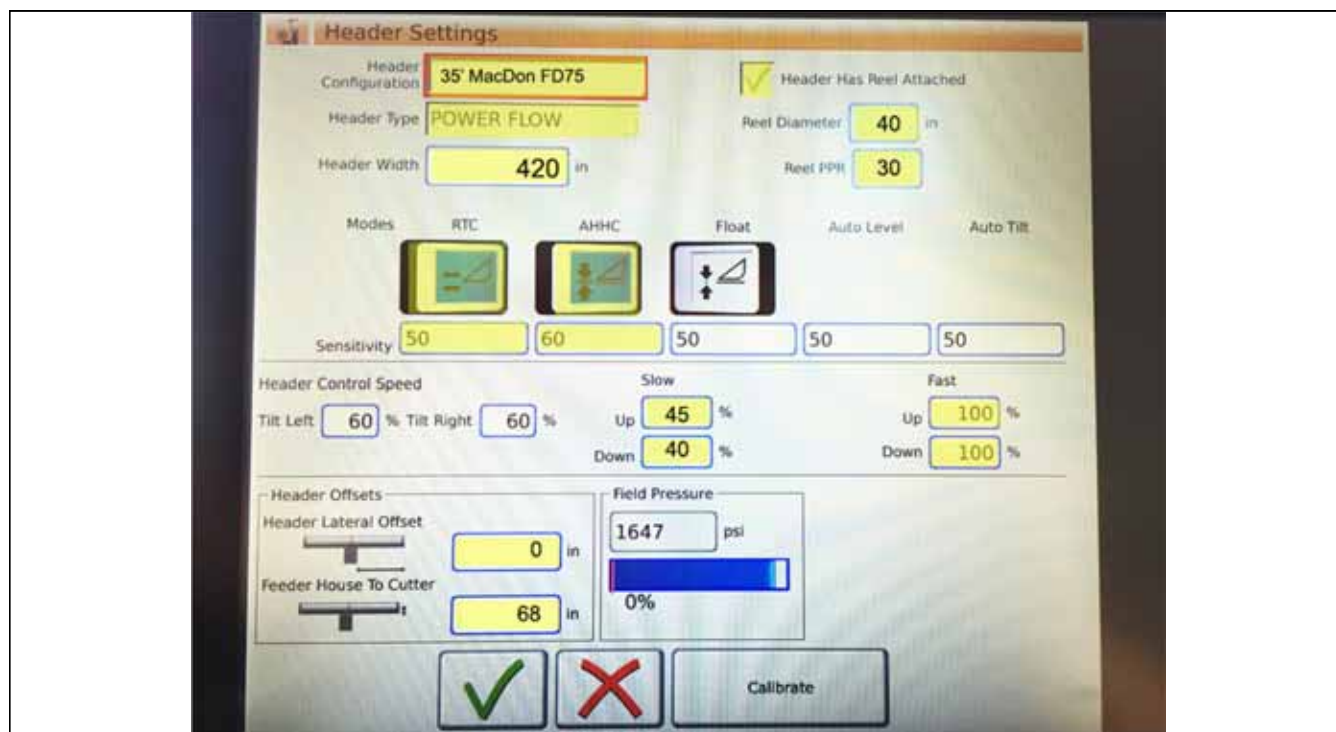 Header Settings
Header Configuration 35' MacDon FD75
Header Has Reel Attached
Header Type POWER FLOW
Reel Diameter 40 in
Header Width 420 in
Reel PPR 30
Modes RTC AHHC Float Auto Level Auto Tilt
Sensitivity 50 60 50 50 50
Header Control Speed Slow Fast
Tilt Left 60 % Tilt Right 60 % Up 45 % Up 100 %
Down 40 % Down 100 %
Header Offsets
Header Lateral Offset
0 in
Feeder House To Cutter
68 in
Field Pressure
1647 psi
0%
Calibrate